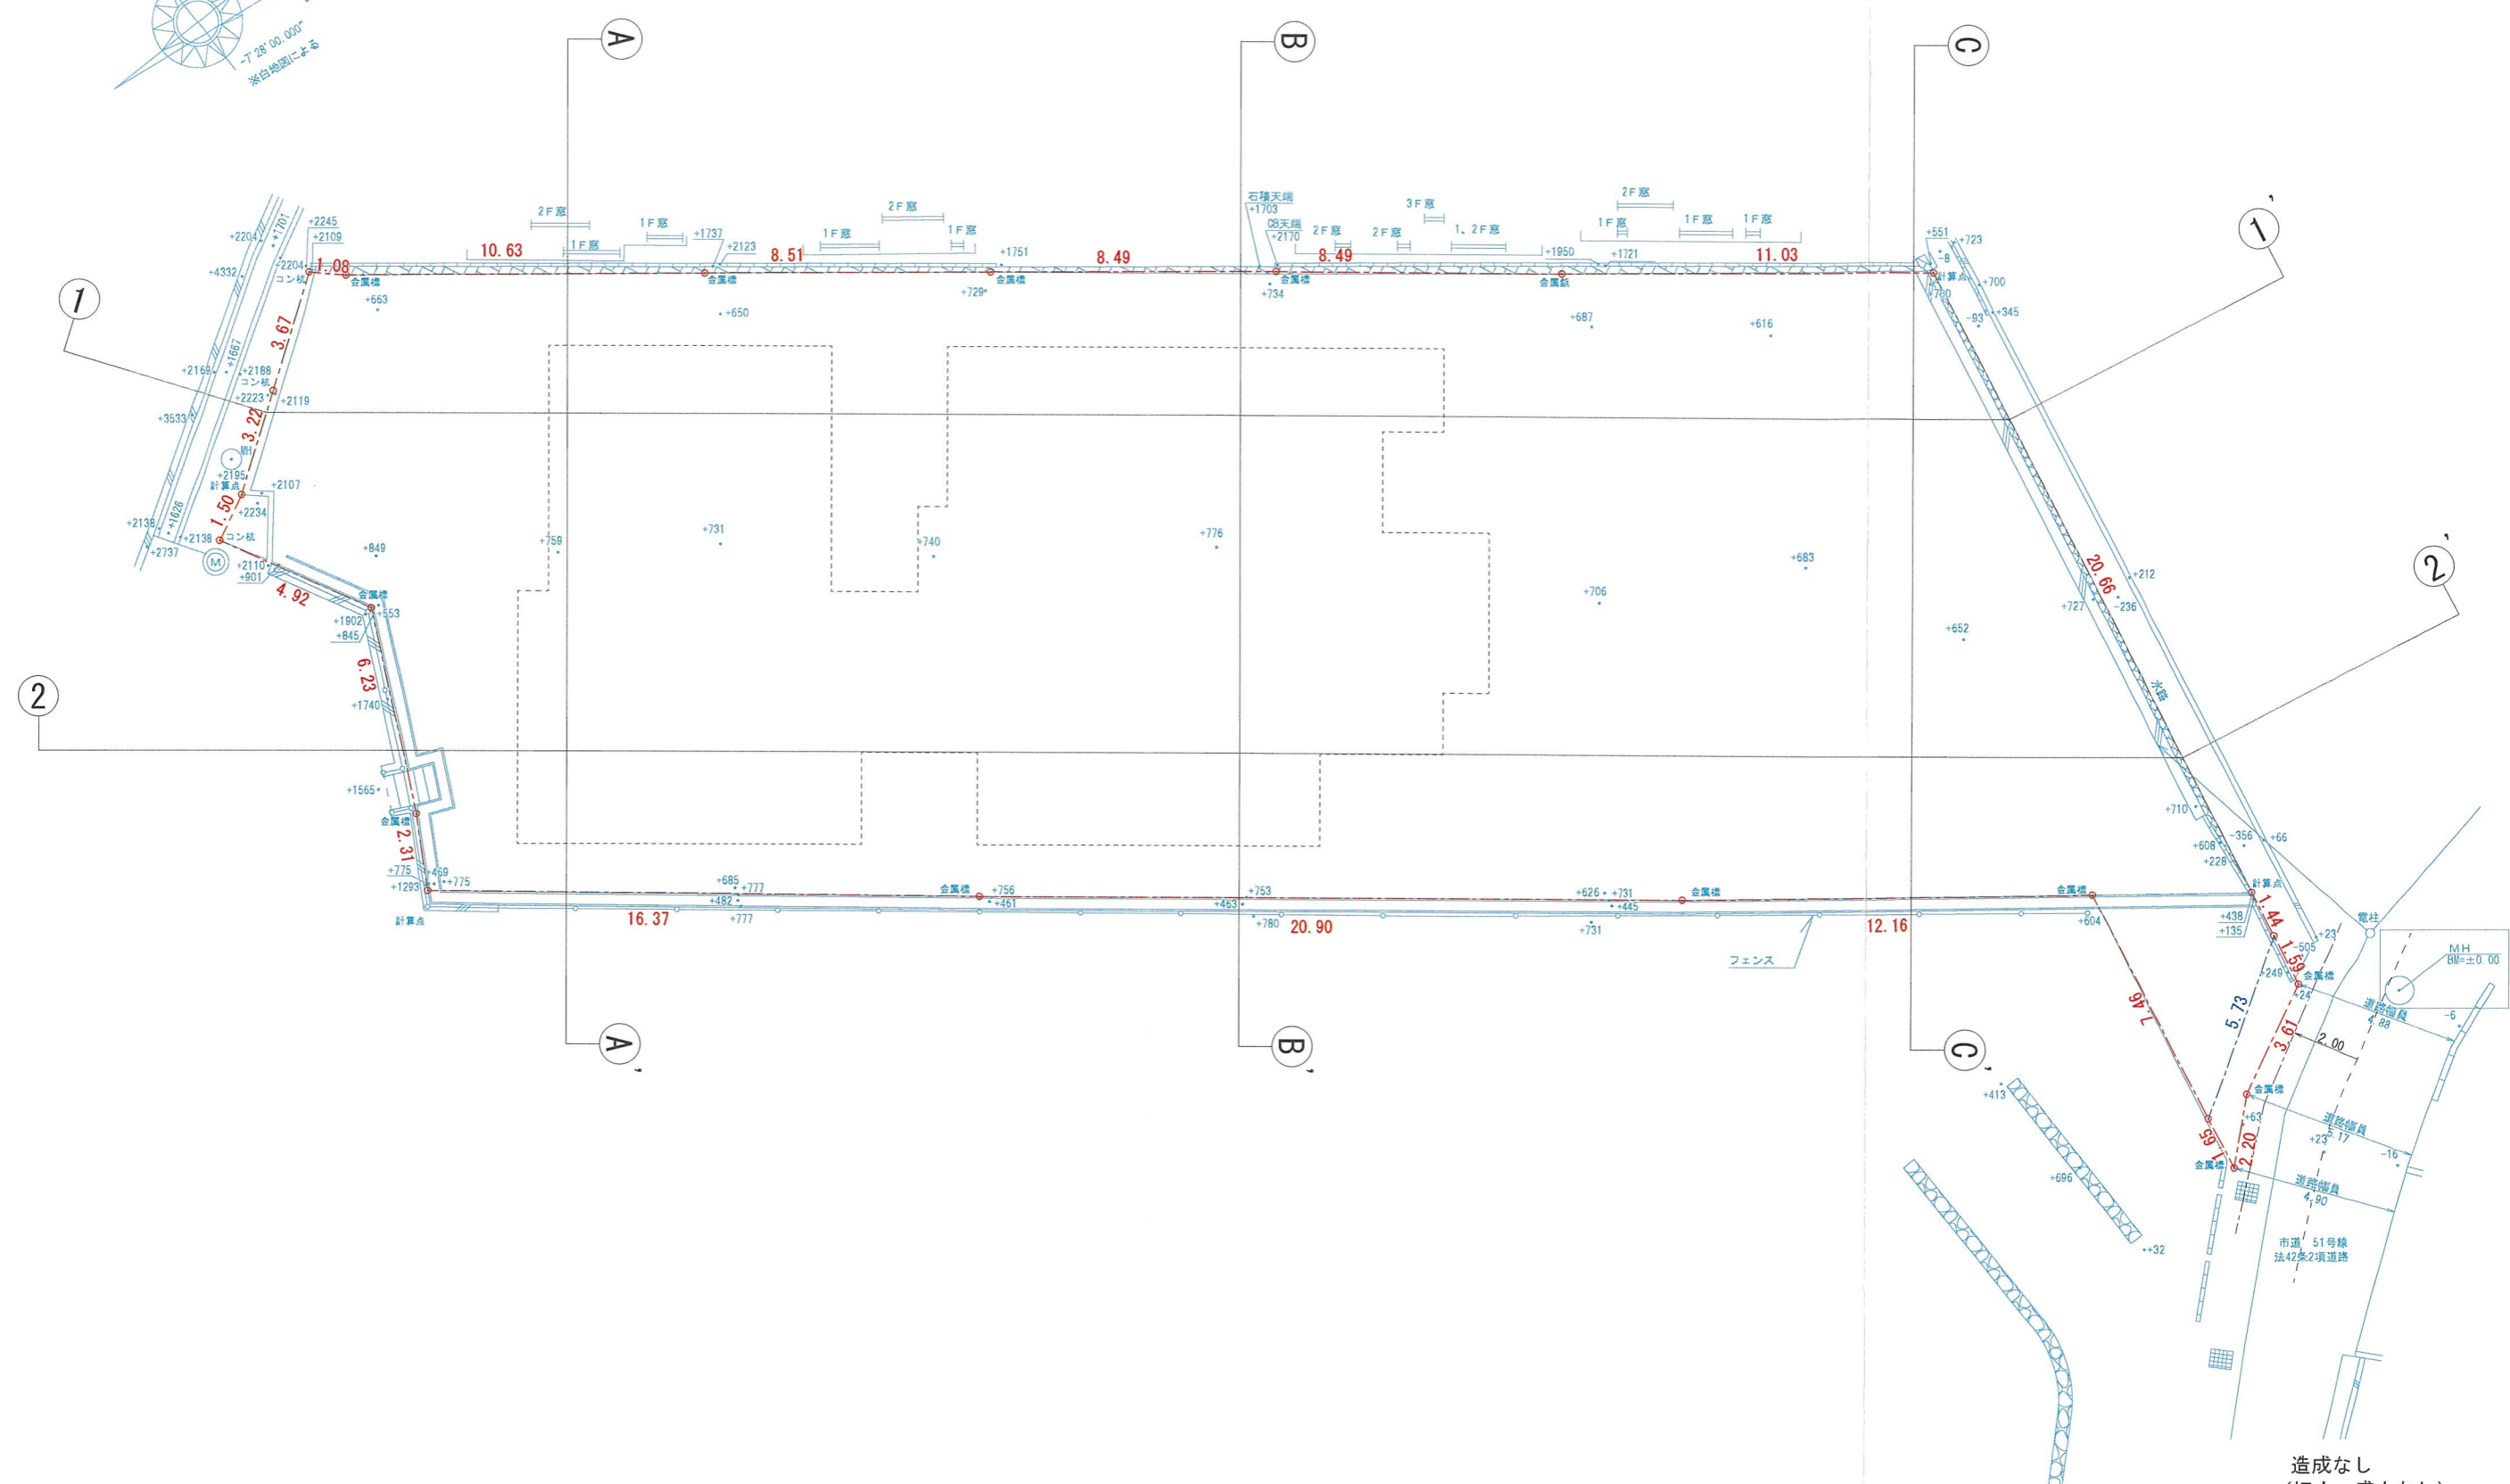 -7°28'00.000"
※白地図による
A
B
C
1
1'
2
2'
A'
B'
C'
+2204
+1701
+2245
+2109
+4332
+2204
コン杭
1.08
金属標
+663
10.63
2F窓
1F窓
1F窓
+1737
+2123
金属標
+650
8.51
1F窓
2F窓
1F窓
+1751
金属標
+729
8.49
石積天端
+1703
CB天端
+2170
金属標
+734
8.49
2F窓
2F窓
3F窓
1、2F窓
+1950
+1721
金属鋲
+687
2F窓
1F窓
1F窓
1F窓
11.03
+616
+551
-8
+723
計算点
+700
+700
-93
+345
3.67
+1667
+2169
+2188
コン杭
+2223
+2119
+3533
3.22
MH
+2195
計算点
+2107
1.50
+2234
+1626
+2138
+2138
コン杭
+2737
M
+2110
+901
4.92
+849
金属標
+553
+1902
+845
6.23
+1740
+1565
金属標
2.31
+775
+469
+775
+1293
計算点
+759
+731
+740
+776
+706
+683
+652
20.66
+212
+727
-236
水路
+710
-356
+66
+608
+228
計算点
+685
+777
+482
+777
16.37
金属標
+756
+461
+753
+463
+780
20.90
+626
+731
+445
+731
金属標
フェンス
12.16
金属標
+604
+438
+135
1.44
1.59
-505
+23
電柱
MH
BM=±0.00
+249
金属標
+24
道路幅員
4.88
-6
7.46
5.73
3.61
2.00
金属標
+63
道路幅員
5.17
+23
-16
1.65
2.20
金属標
道路幅員
4.90
+413
+696
+32
市道 51号線
法42条2項道路
造成なし